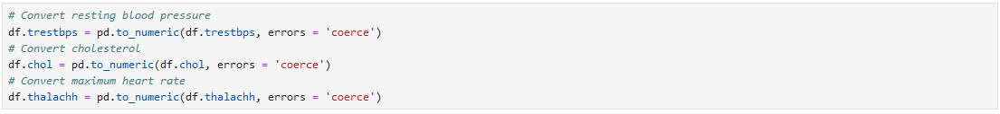 # Convert resting blood pressure
df.trestbps = pd.to_numeric(df.trestbps, errors = 'coerce')
# Convert cholesterol
df.chol = pd.to_numeric(df.chol, errors = 'coerce')
# Convert maximum heart rate
df.thalachh = pd.to_numeric(df.thalachh, errors = 'coerce')